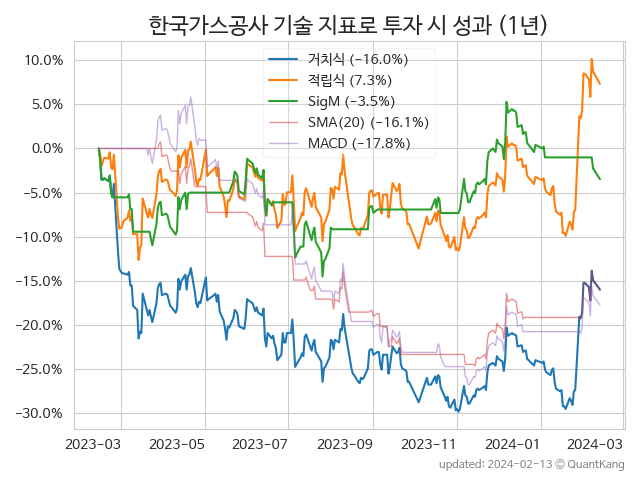 한국가스공사 기술 지표로 투자 시 성과 (1년)
거치식 (−16.0%)
적립식 (7.3%)
SigM (−3.5%)
SMA(20) (−16.1%)
MACD (−17.8%)
10.0%
5.0%
0.0%
−5.0%
−10.0%
−15.0%
−20.0%
−25.0%
−30.0%
2023-03 2023-05 2023-07 2023-09 2023-11 2024-01 2024-03
updated: 2024-02-13 ⓒ QuantKang